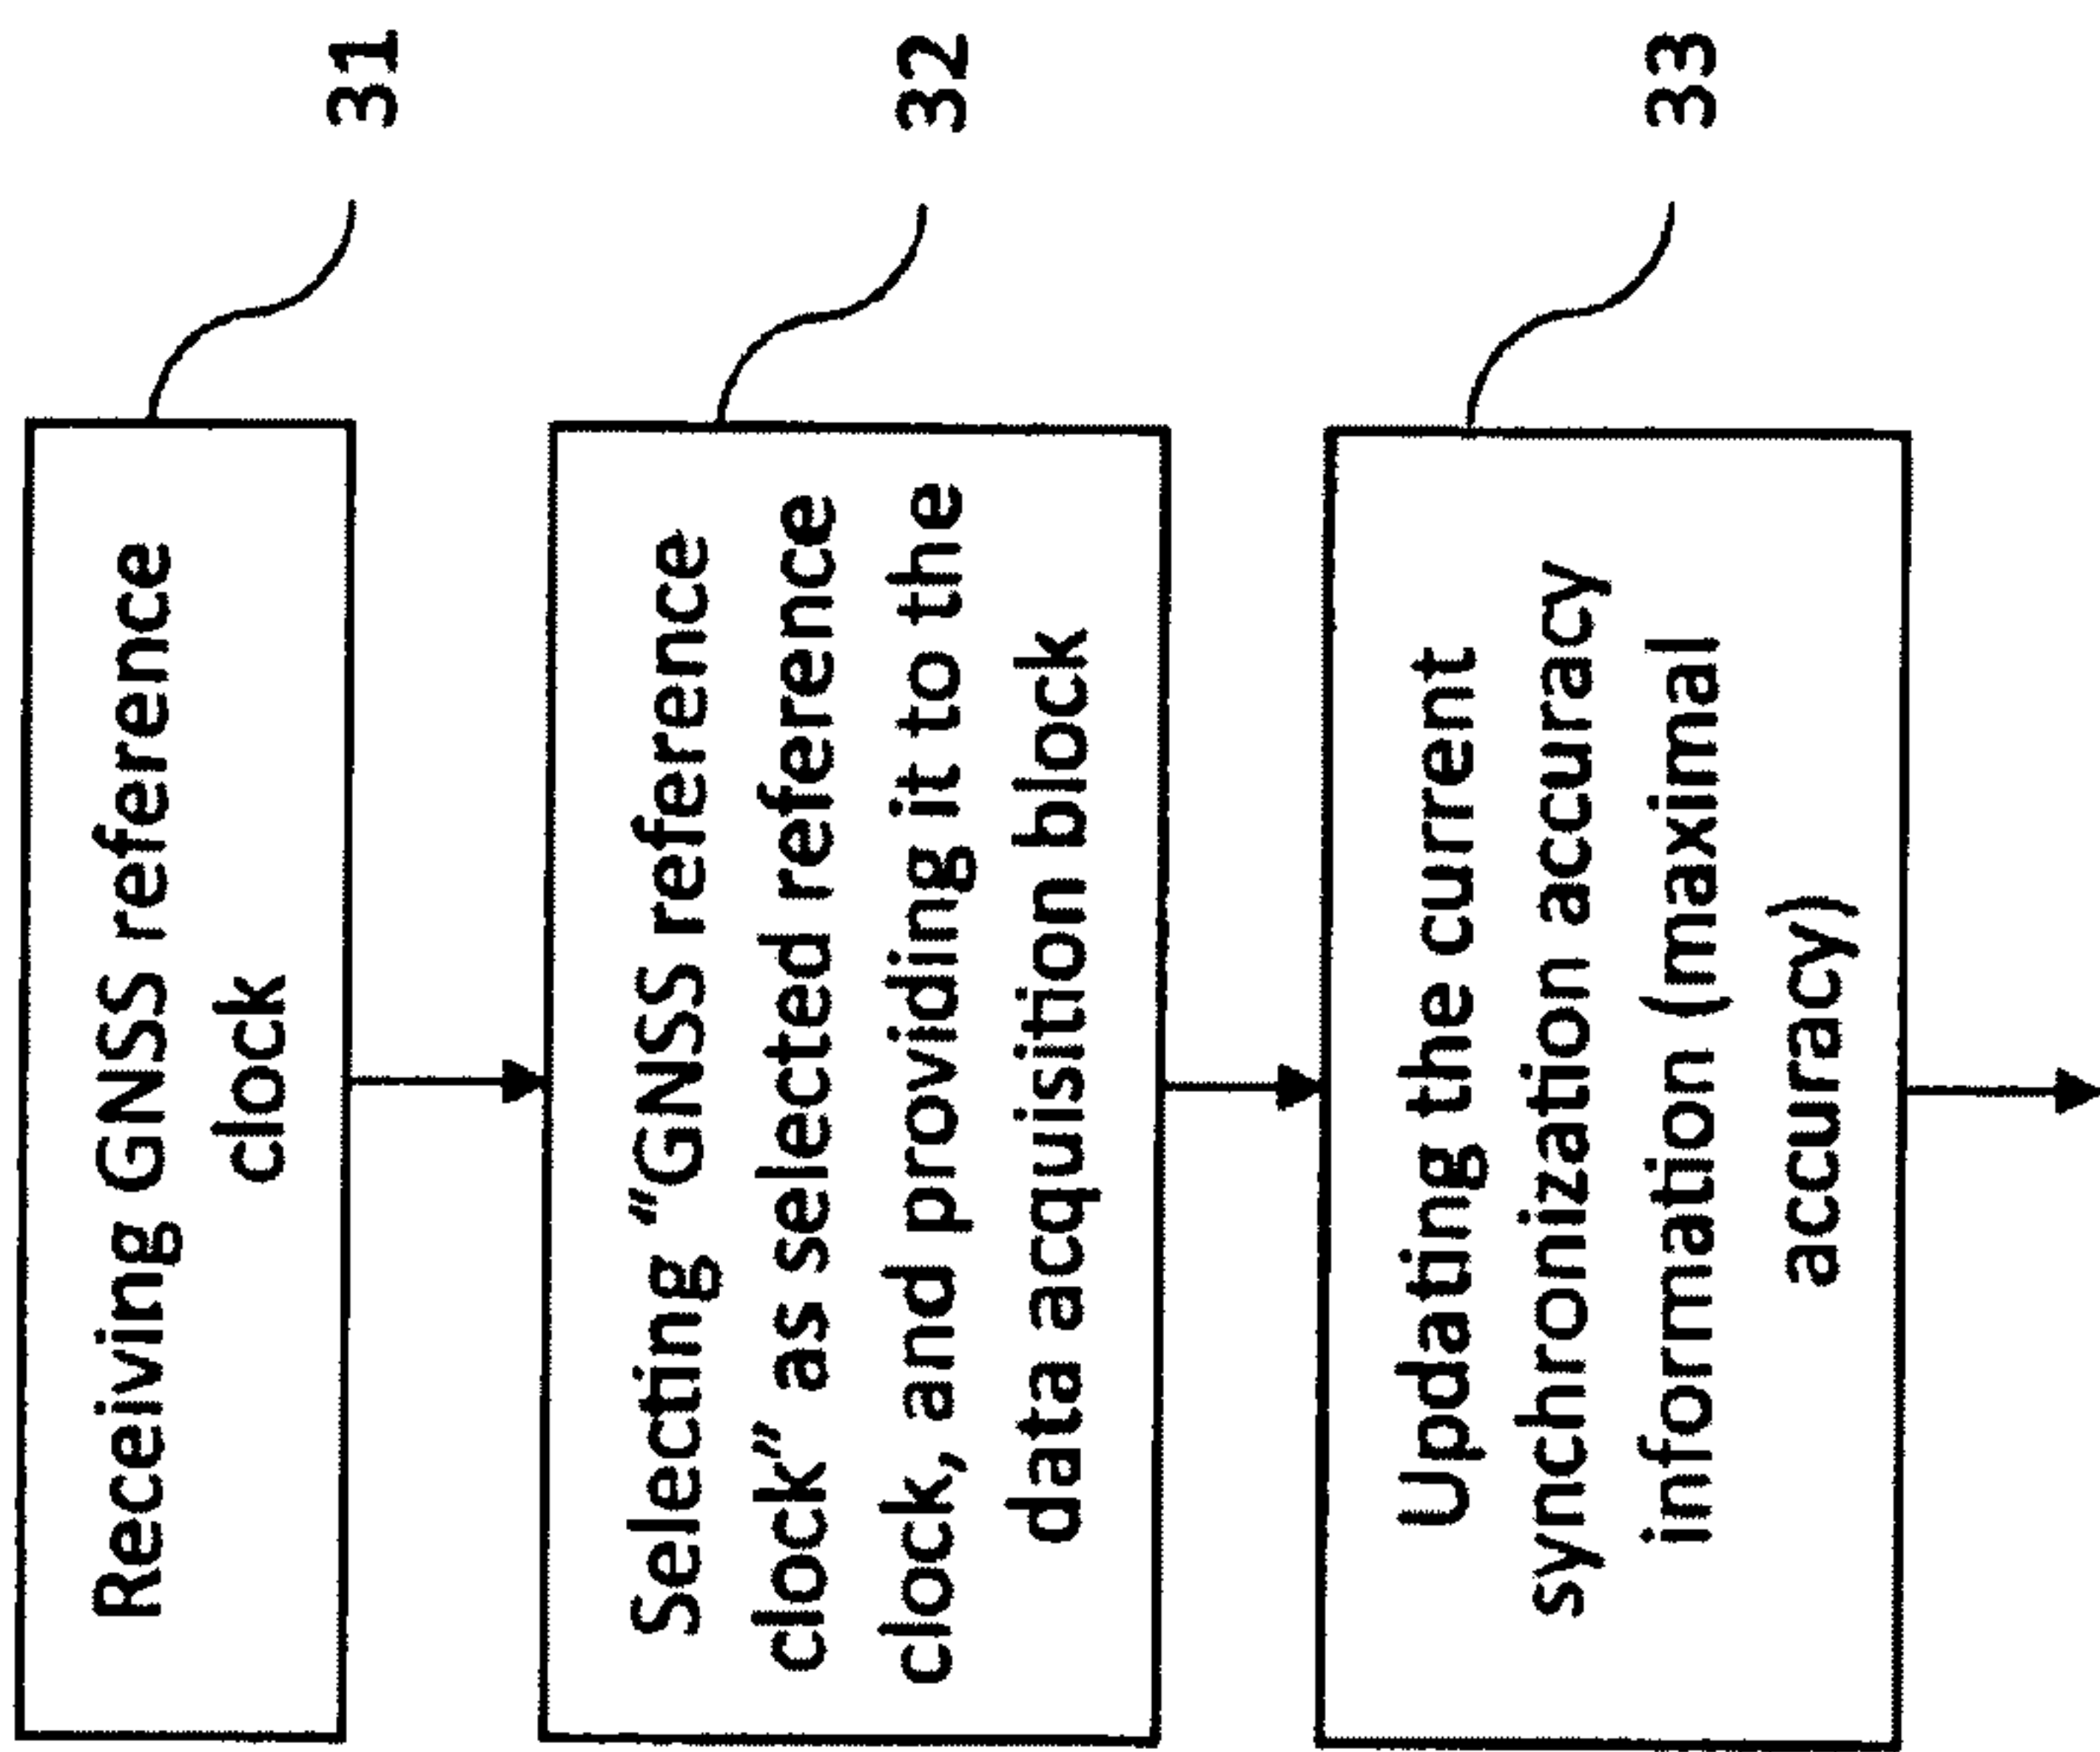 Receiving GNSS reference
clock
31
Selecting "GNSS reference
clock" as selected reference
clock, and providing it to the
data acquisition block
32
Updating the current
synchronization accuracy
information (maximal
accuracy)
33